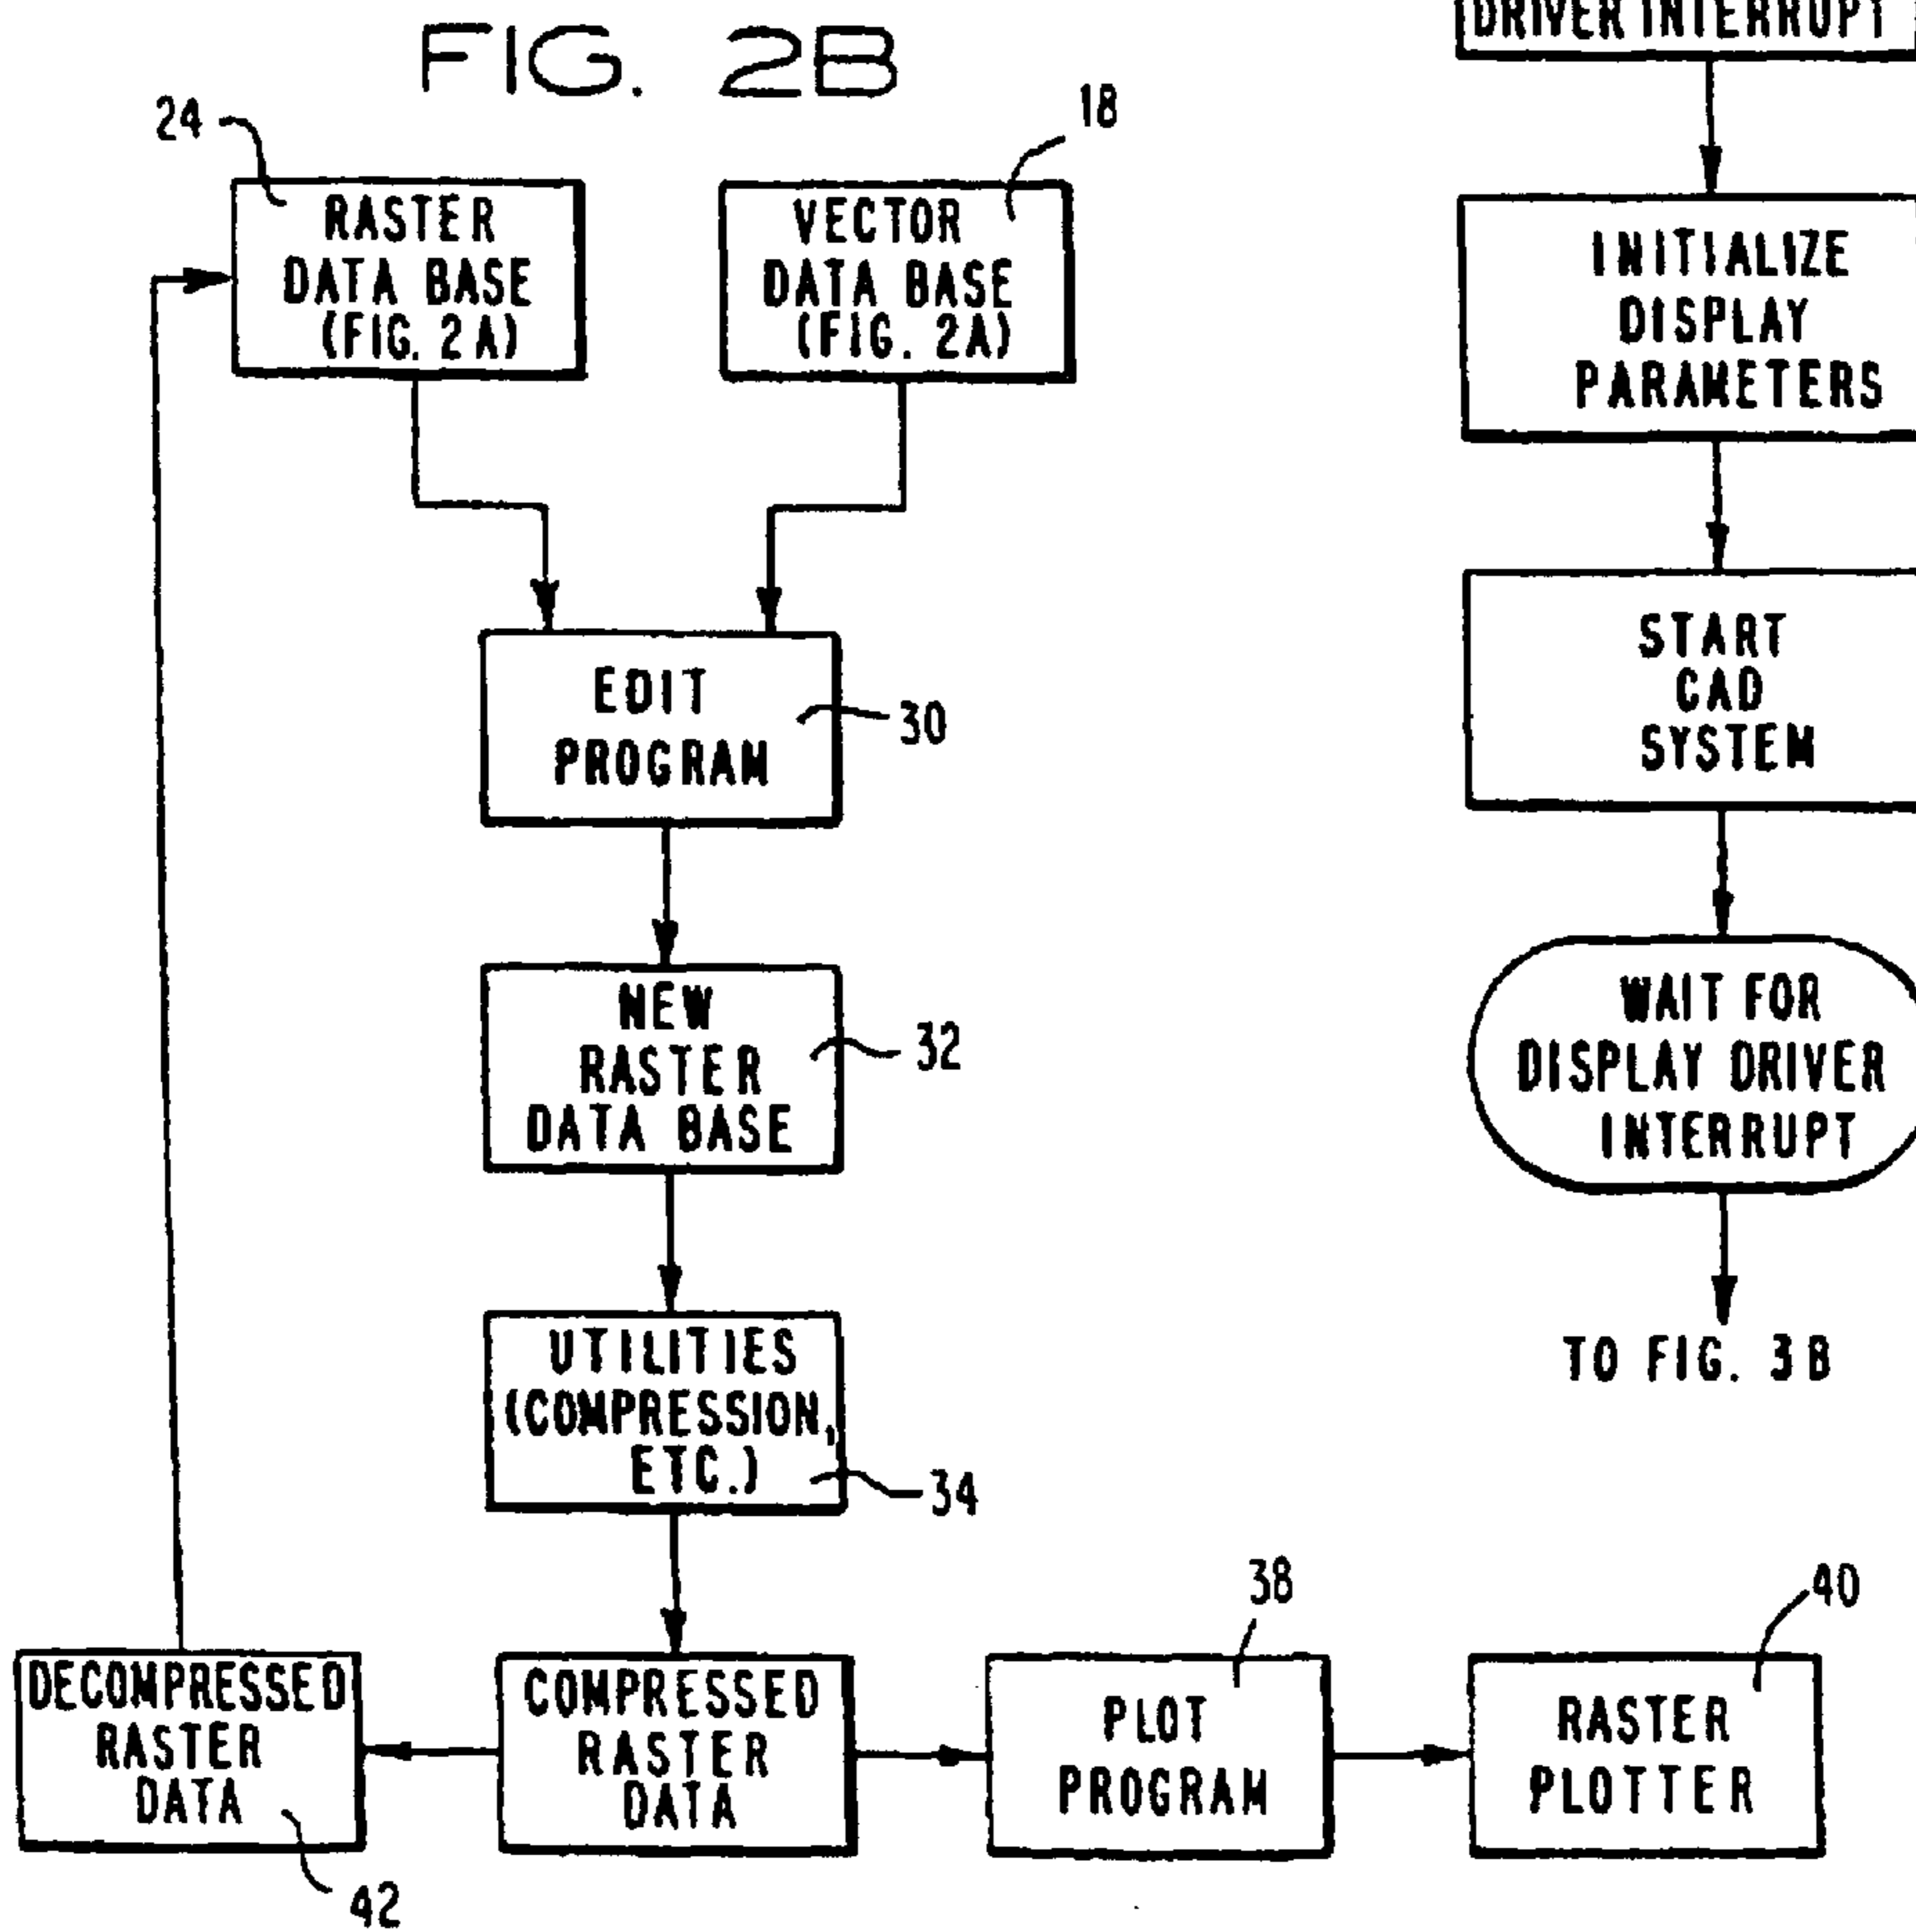 FIG. 2B
24
18
RASTER
DATA BASE
(FIG. 2A)
VECTOR
DATA BASE
(FIG. 2A)
EDIT
PROGRAM
30
NEW
RASTER
DATA BASE
32
UTILITIES
(COMPRESSION,
ETC.)
34
DECOMPRESSED
RASTER
DATA
42
COMPRESSED
RASTER
DATA
38
PLOT
PROGRAM
40
RASTER
PLOTTER
DRIVER INTERRUPT
INITIALIZE
DISPLAY
PARAMETERS
START
CAD
SYSTEM
WAIT FOR
DISPLAY DRIVER
INTERRUPT
TO FIG. 3B